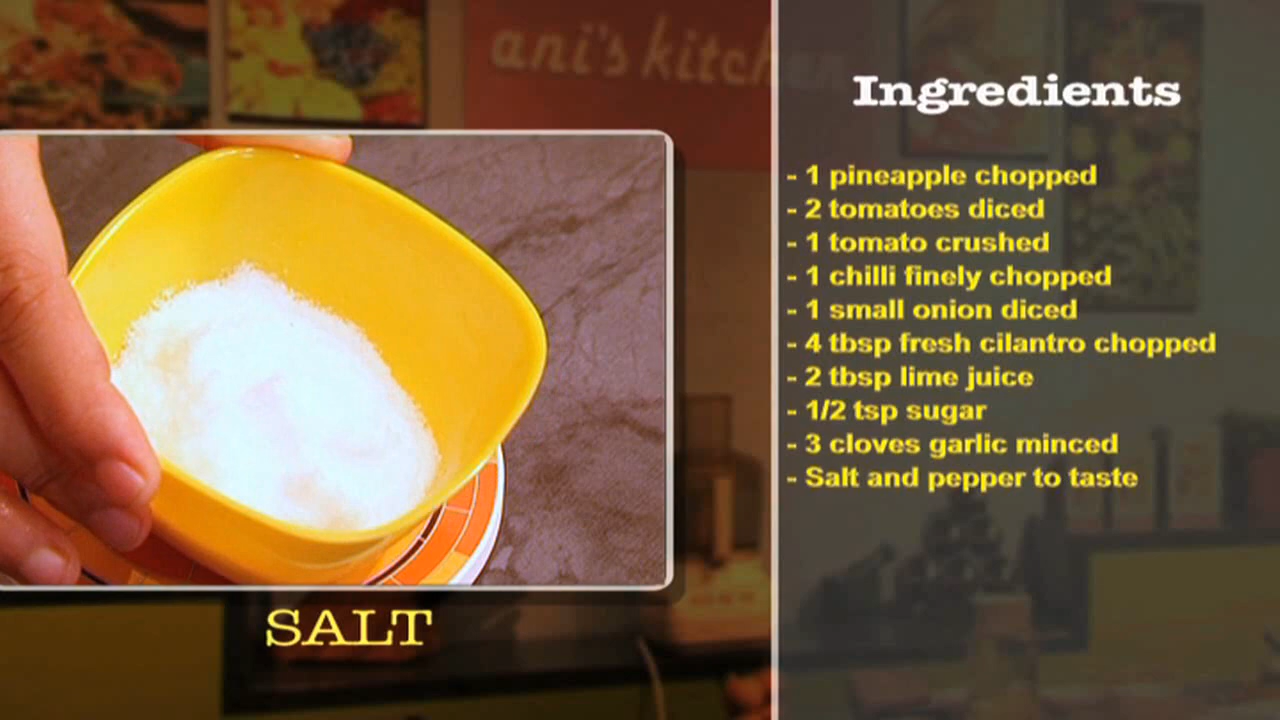 ani's kitchen
Ingredients
- 1 pineapple chopped
- 2 tomatoes diced
- 1 tomato crushed
- 1 chilli finely chopped
- 1 small onion diced
- 4 tbsp fresh cilantro chopped
- 2 tbsp lime juice
- 1/2 tsp sugar
- 3 cloves garlic minced
- Salt and pepper to taste
SALT